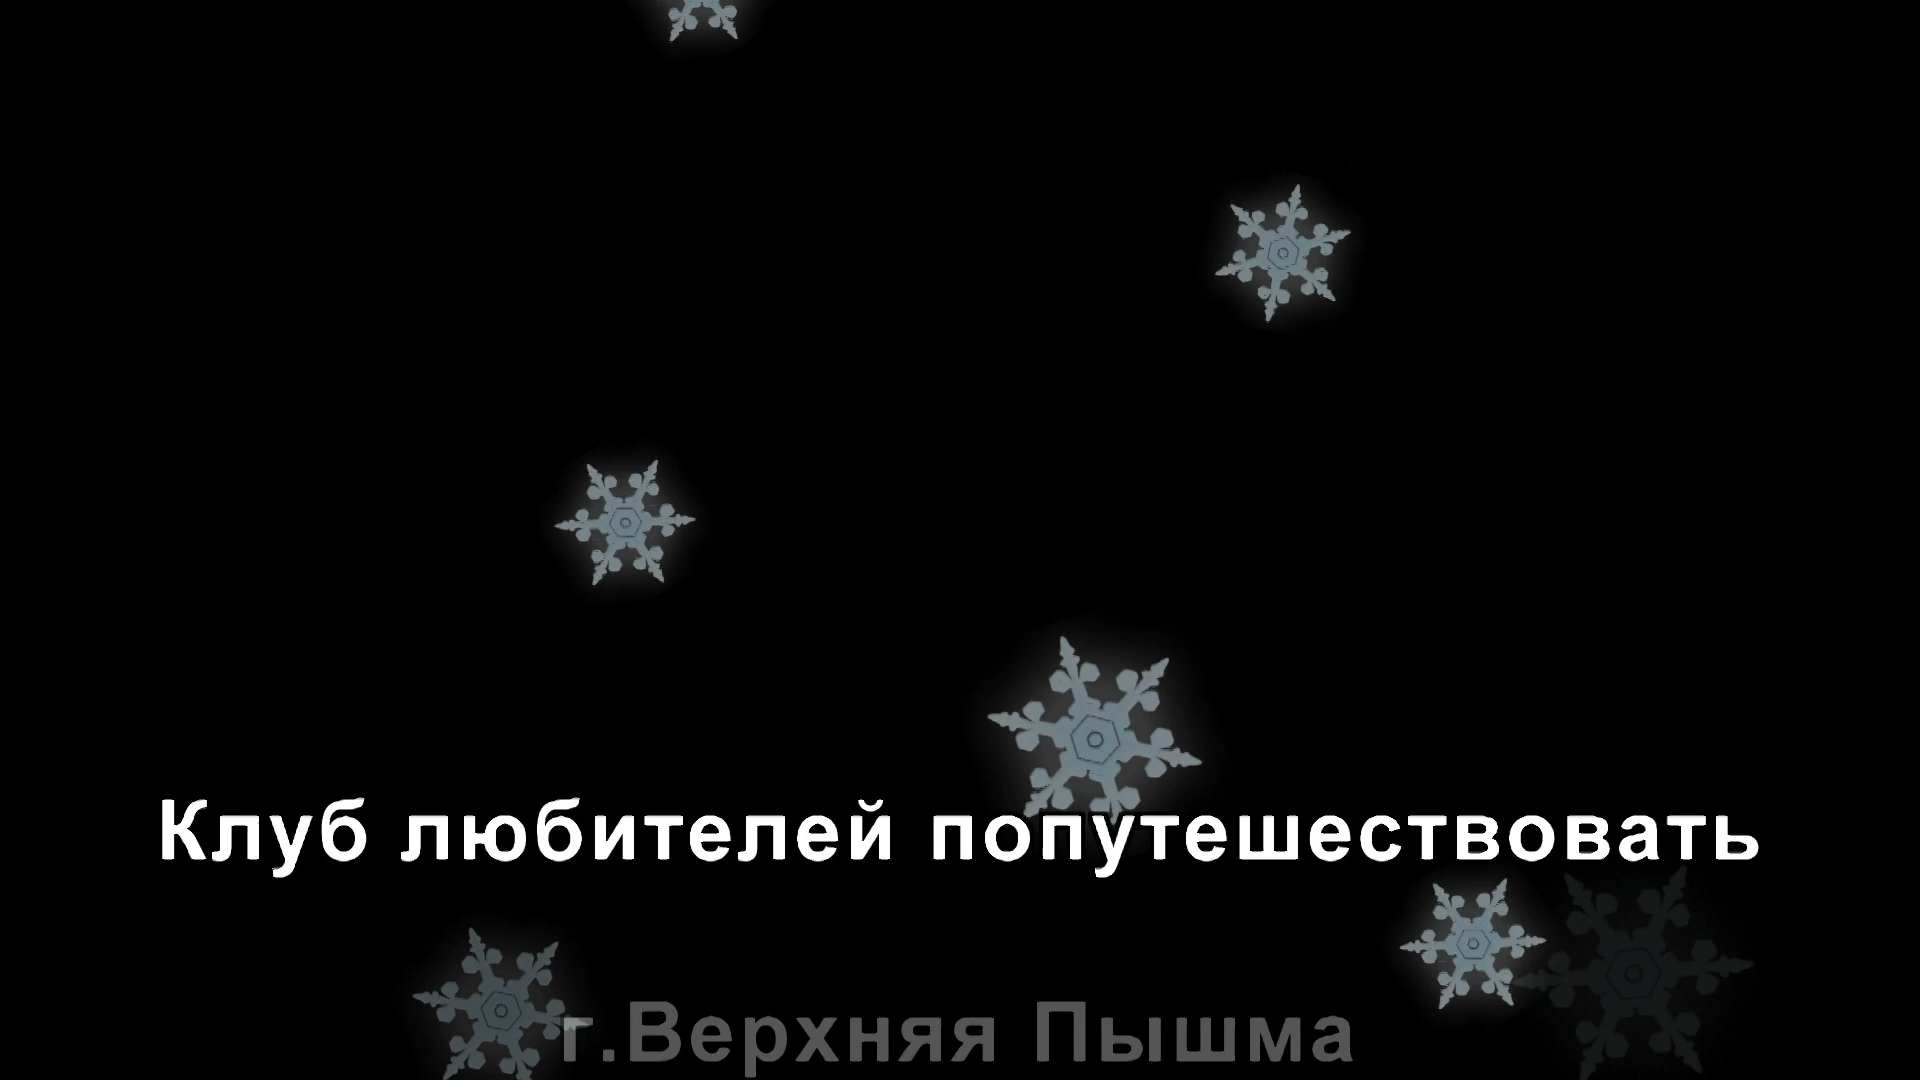 Клуб любителей попутешествовать
г.Верхняя Пышма